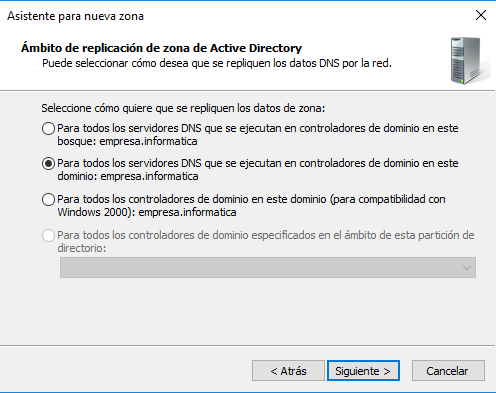 Asistente para nueva zona
Ámbito de replicación de zona de Active Directory
Puede seleccionar cómo desea que se repliquen los datos DNS por la red.
Seleccione cómo quiere que se repliquen los datos de zona:
Para todos los servidores DNS que se ejecutan en controladores de dominio en este
bosque: empresa.informatica
Para todos los servidores DNS que se ejecutan en controladores de dominio en este
dominio: empresa.informatica
Para todos los controladores de dominio en este dominio (para compatibilidad con
Windows 2000): empresa.informatica
Para todos los controladores de dominio especificados en el ámbito de esta partición de
directorio:
< Atrás
Siguiente >
Cancelar